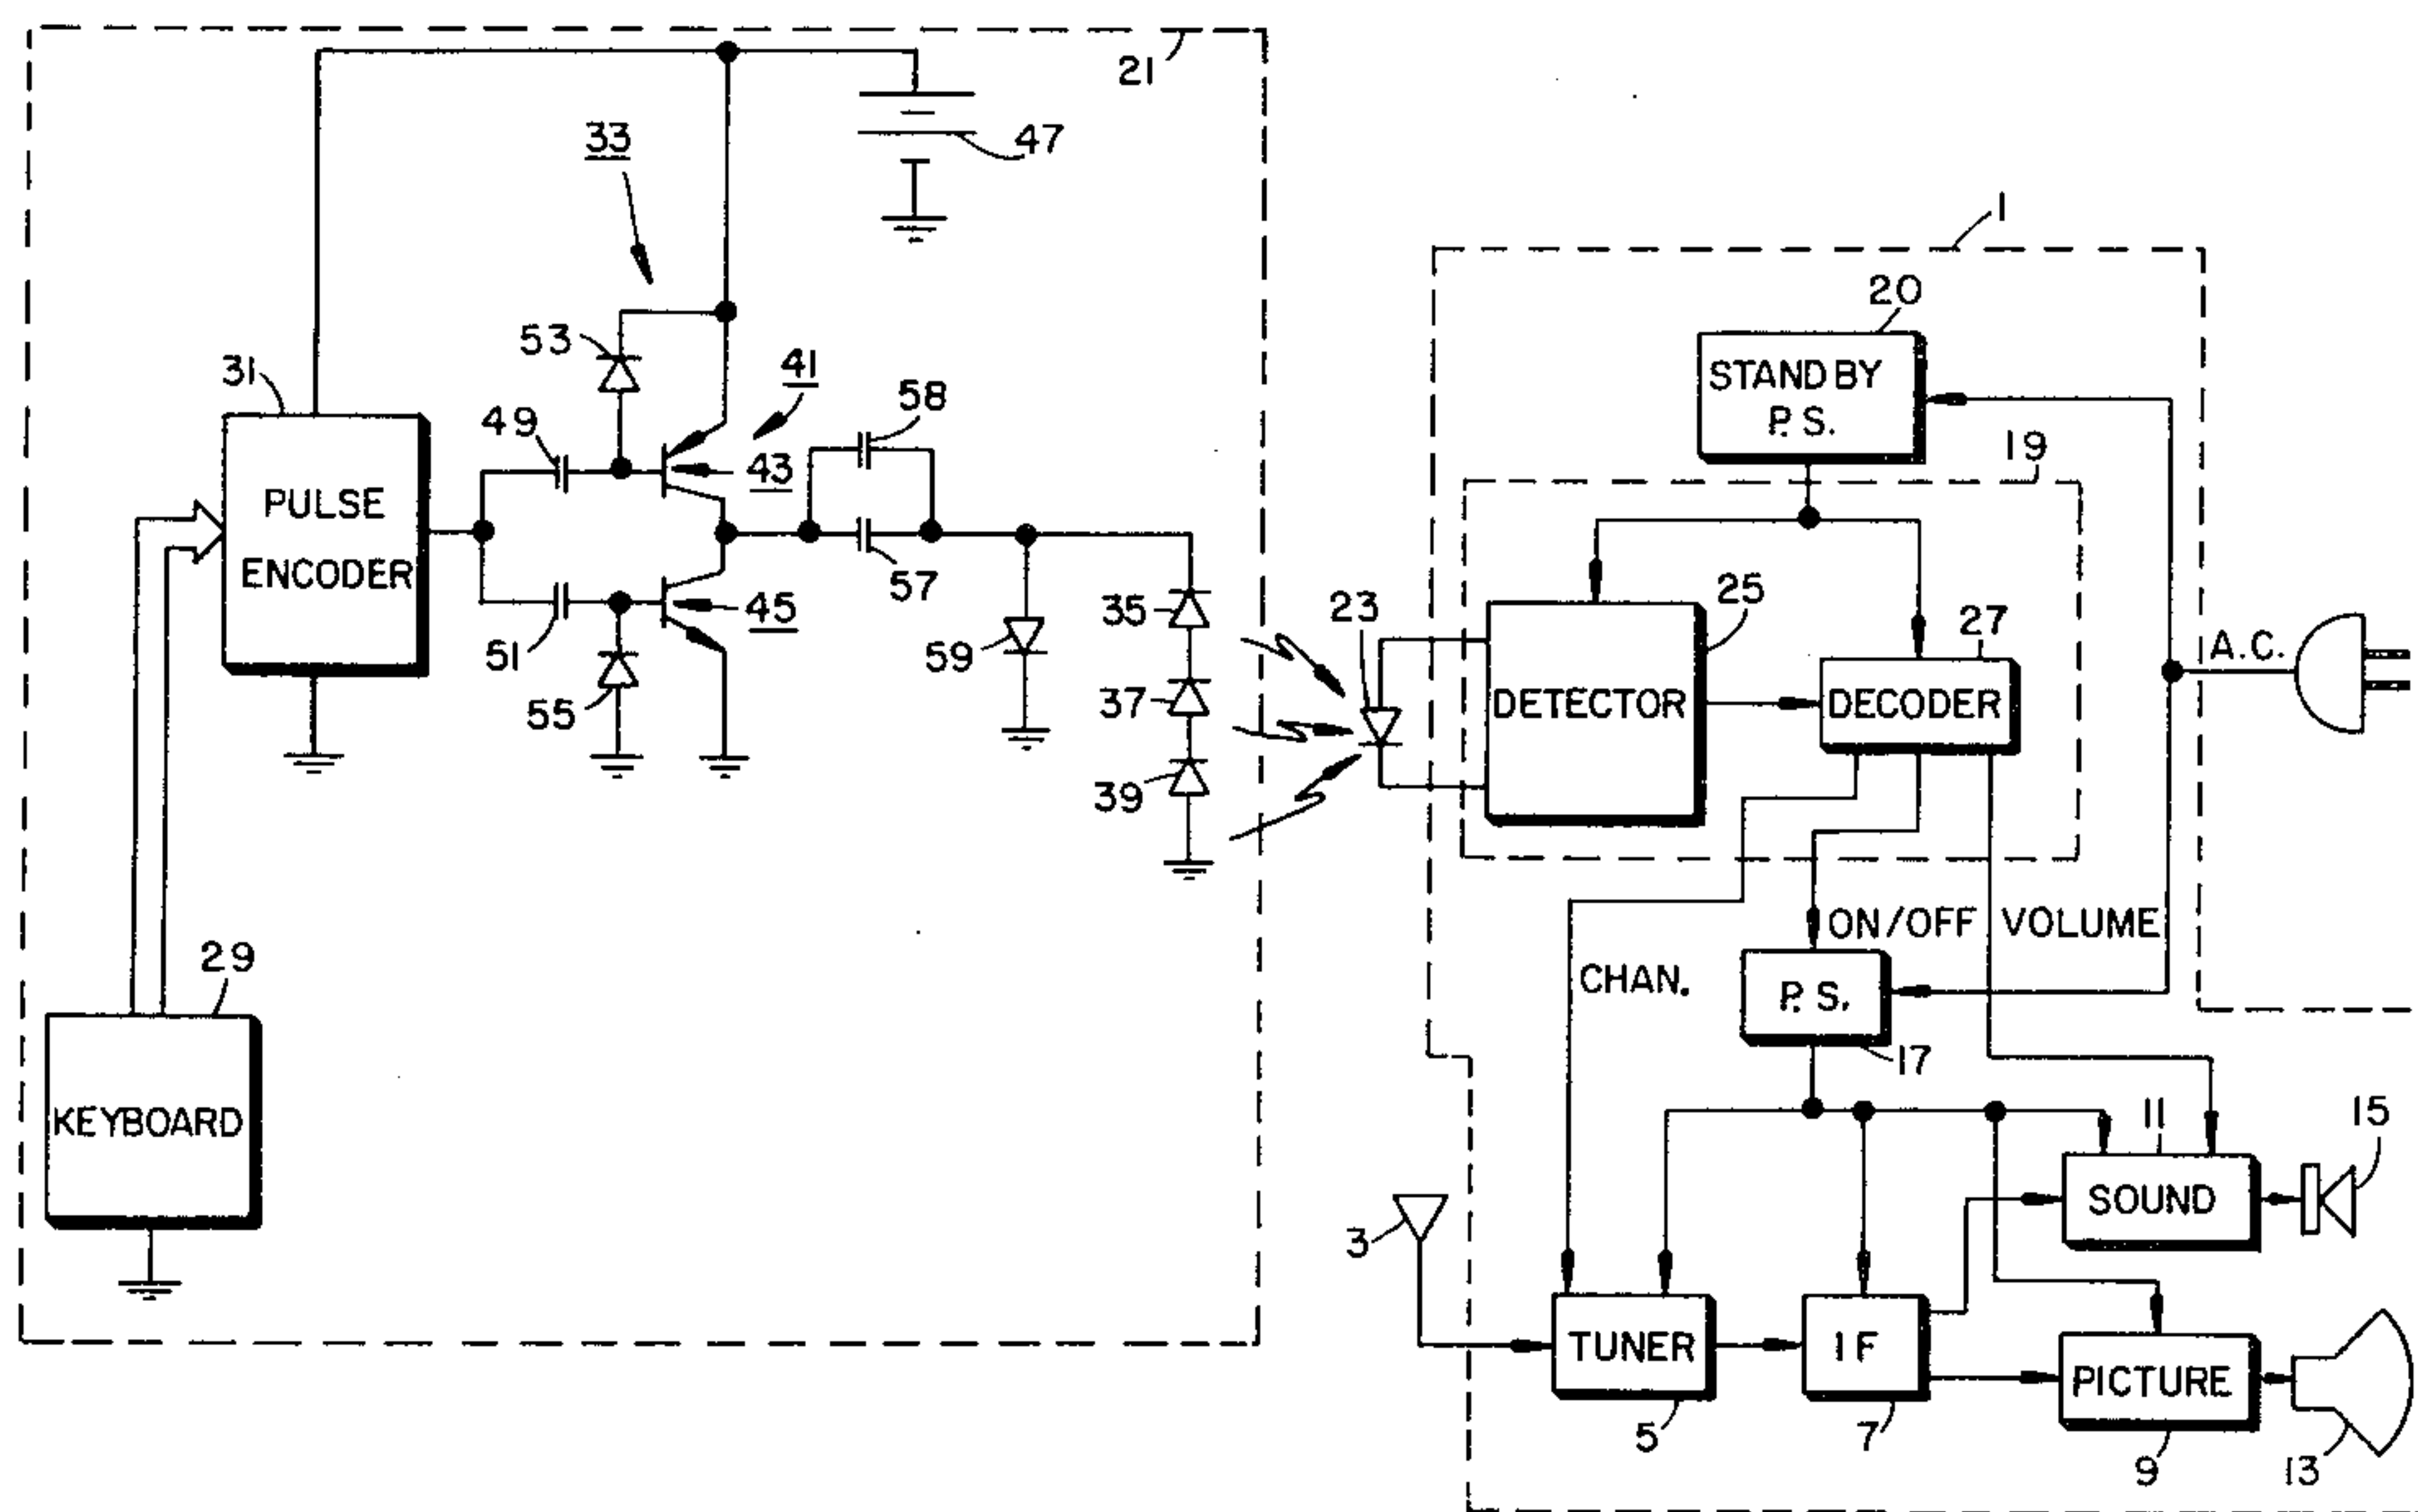 21
47
33
1
20
STANDBY
P.S.
53
41
31
58
49
43
19
PULSE
ENCODER
57
25
35
23
27
45
51
59
A.C.
37
DETECTOR
DECODER
55
39
ON/OFF
VOLUME
29
CHAN.
P.S.
17
KEYBOARD
11
15
SOUND
3
TUNER
IF
PICTURE
5
7
9
13